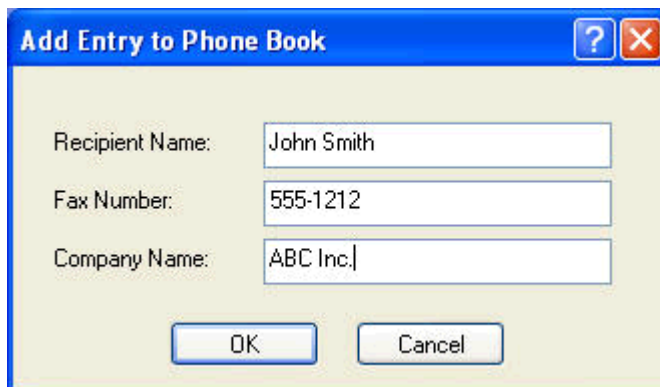 Add Entry to Phone Book
Recipient Name: John Smith
Fax Number: 555-1212
Company Name: ABC Inc.
OK Cancel